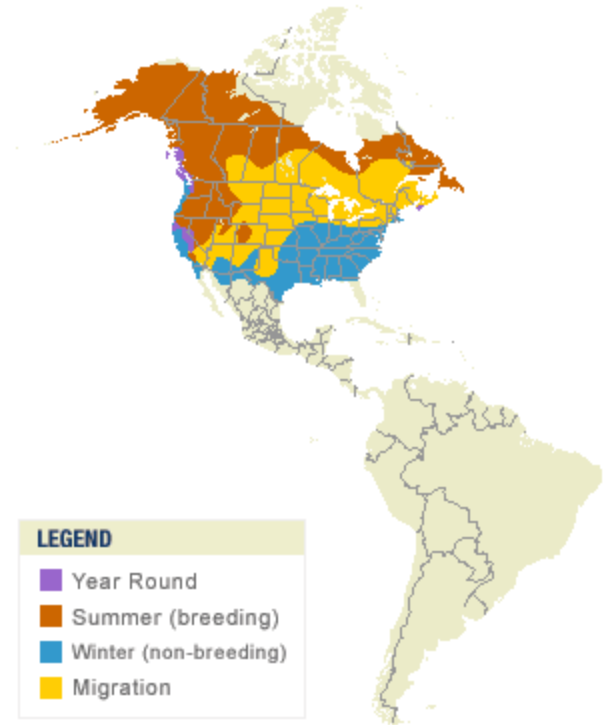 LEGEND
Year Round
Summer (breeding)
Winter (non-breeding)
Migration